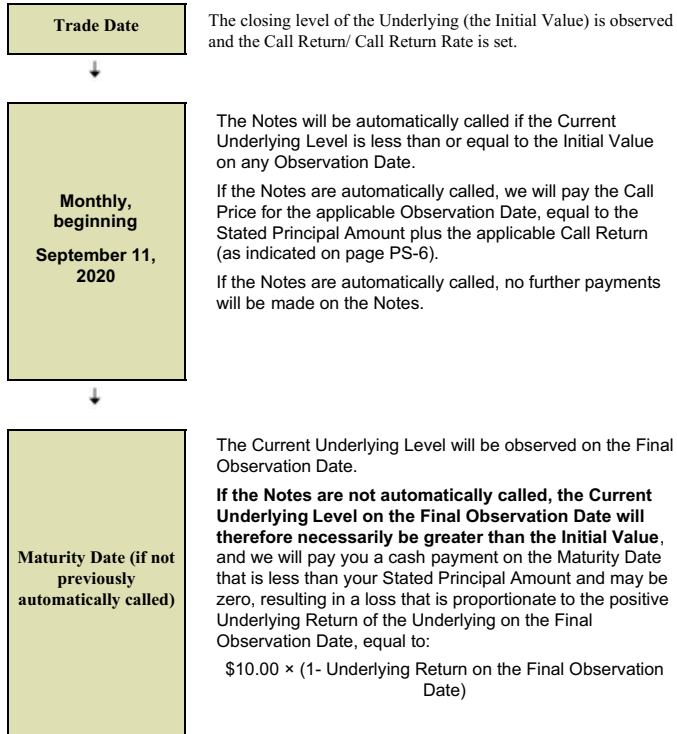 Trade Date
The closing level of the Underlying (the Initial Value) is observed
and the Call Return/ Call Return Rate is set.
↓
Monthly,
beginning
September 11,
2020
The Notes will be automatically called if the Current
Underlying Level is less than or equal to the Initial Value
on any Observation Date.
If the Notes are automatically called, we will pay the Call
Price for the applicable Observation Date, equal to the
Stated Principal Amount plus the applicable Call Return
(as indicated on page PS-6).
If the Notes are automatically called, no further payments
will be made on the Notes.
↓
Maturity Date (if not
previously
automatically called)
The Current Underlying Level will be observed on the Final
Observation Date.
If the Notes are not automatically called, the Current
Underlying Level on the Final Observation Date will
therefore necessarily be greater than the Initial Value,
and we will pay you a cash payment on the Maturity Date
that is less than your Stated Principal Amount and may be
zero, resulting in a loss that is proportionate to the positive
Underlying Return of the Underlying on the Final
Observation Date, equal to:
$10.00 × (1- Underlying Return on the Final Observation
Date)